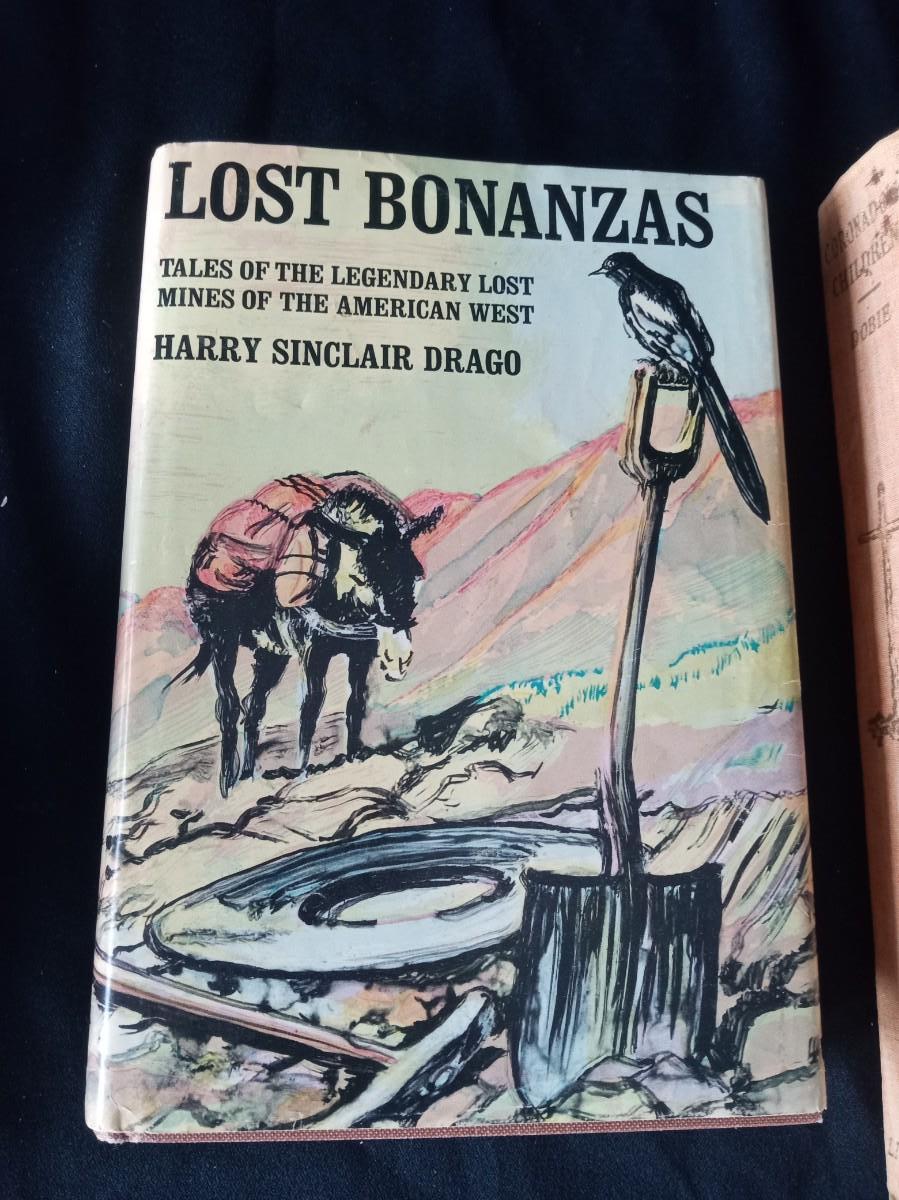 LOST BONANZAS
TALES OF THE LEGENDARY LOST
MINES OF THE AMERICAN WEST
HARRY SINCLAIR DRAGO
CORONADO
CHILDREN
DOBIE